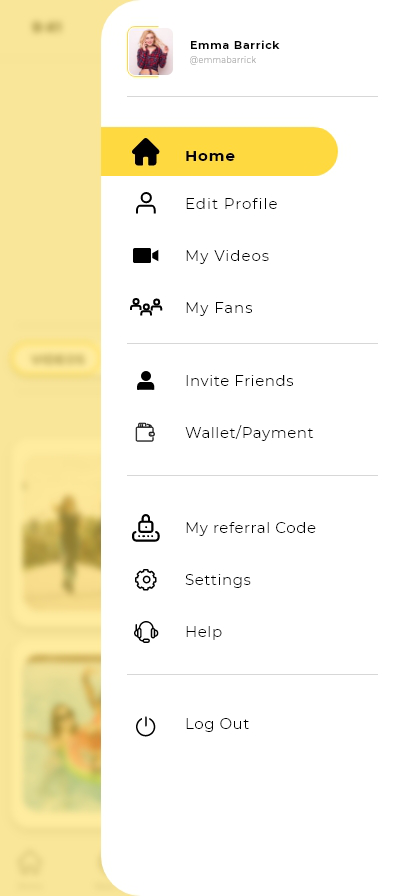 9:41
Emma Barrick
@emmabarrick
Home
Edit Profile
My Videos
My Fans
VIDEOS
Invite Friends
Wallet/Payment
My referral Code
Settings
Help
Log Out